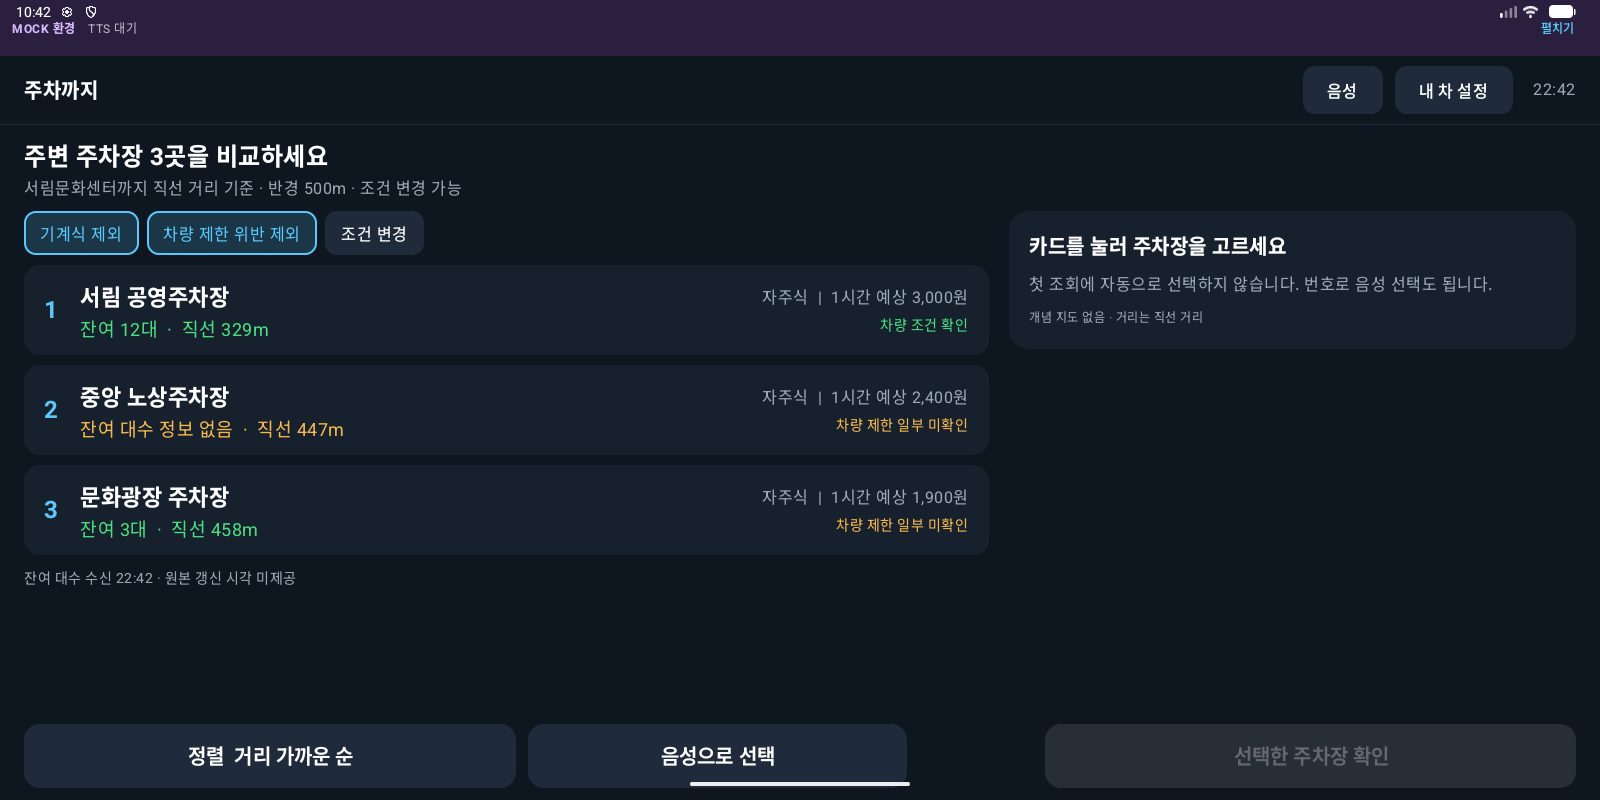 10:42
MOCK 환경 TTS 대기
펼치기
주차까지
음성
내 차 설정
22:42
주변 주차장 3곳을 비교하세요
서림문화센터까지 직선 거리 기준 · 반경 500m · 조건 변경 가능
기계식 제외
차량 제한 위반 제외
조건 변경
1
서림 공영주차장
잔여 12대 · 직선 329m
자주식 | 1시간 예상 3,000원
차량 조건 확인
2
중앙 노상주차장
잔여 대수 정보 없음 · 직선 447m
자주식 | 1시간 예상 2,400원
차량 제한 일부 미확인
3
문화광장 주차장
잔여 3대 · 직선 458m
자주식 | 1시간 예상 1,900원
차량 제한 일부 미확인
잔여 대수 수신 22:42 · 원본 갱신 시각 미제공
카드를 눌러 주차장을 고르세요
첫 조회에 자동으로 선택하지 않습니다. 번호로 음성 선택도 됩니다.
개념 지도 없음 · 거리는 직선 거리
정렬 거리 가까운 순
음성으로 선택
선택한 주차장 확인